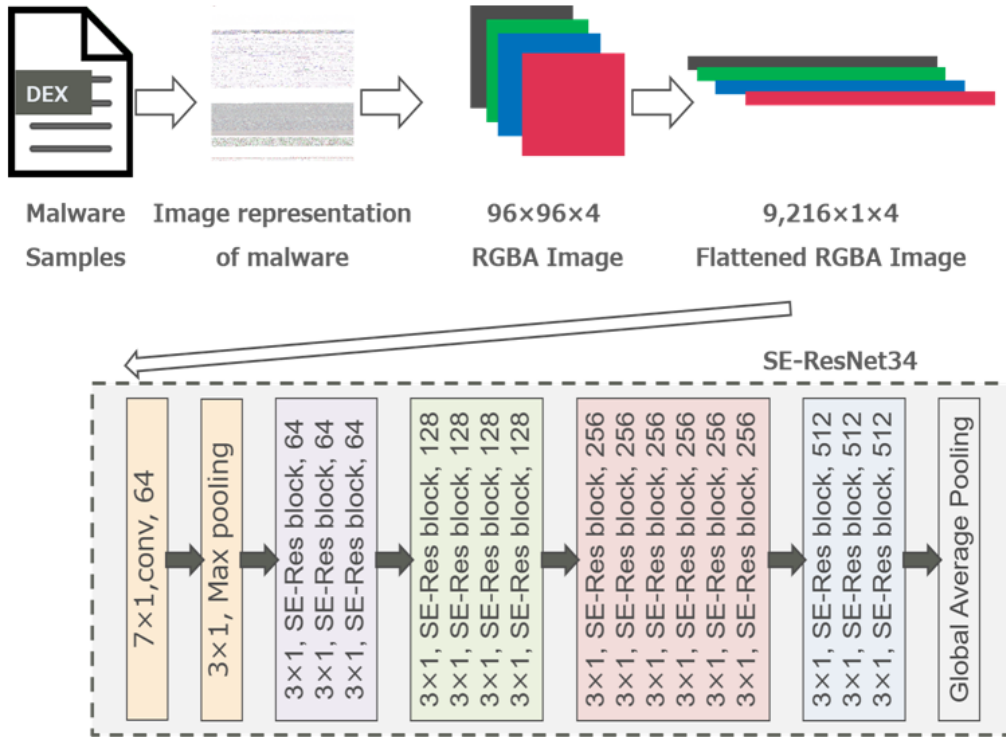 DEX
Malware
Samples
Image representation
of malware
96×96×4
RGBA Image
9,216×1×4
Flattened RGBA Image
SE-ResNet34
7×1,conv, 64
3×1, Max pooling
3×1, SE-Res block, 64
3×1, SE-Res block, 64
3×1, SE-Res block, 64
3×1, SE-Res block, 128
3×1, SE-Res block, 128
3×1, SE-Res block, 128
3×1, SE-Res block, 128
3×1, SE-Res block, 256
3×1, SE-Res block, 256
3×1, SE-Res block, 256
3×1, SE-Res block, 256
3×1, SE-Res block, 256
3×1, SE-Res block, 256
3×1, SE-Res block, 512
3×1, SE-Res block, 512
3×1, SE-Res block, 512
Global Average Pooling